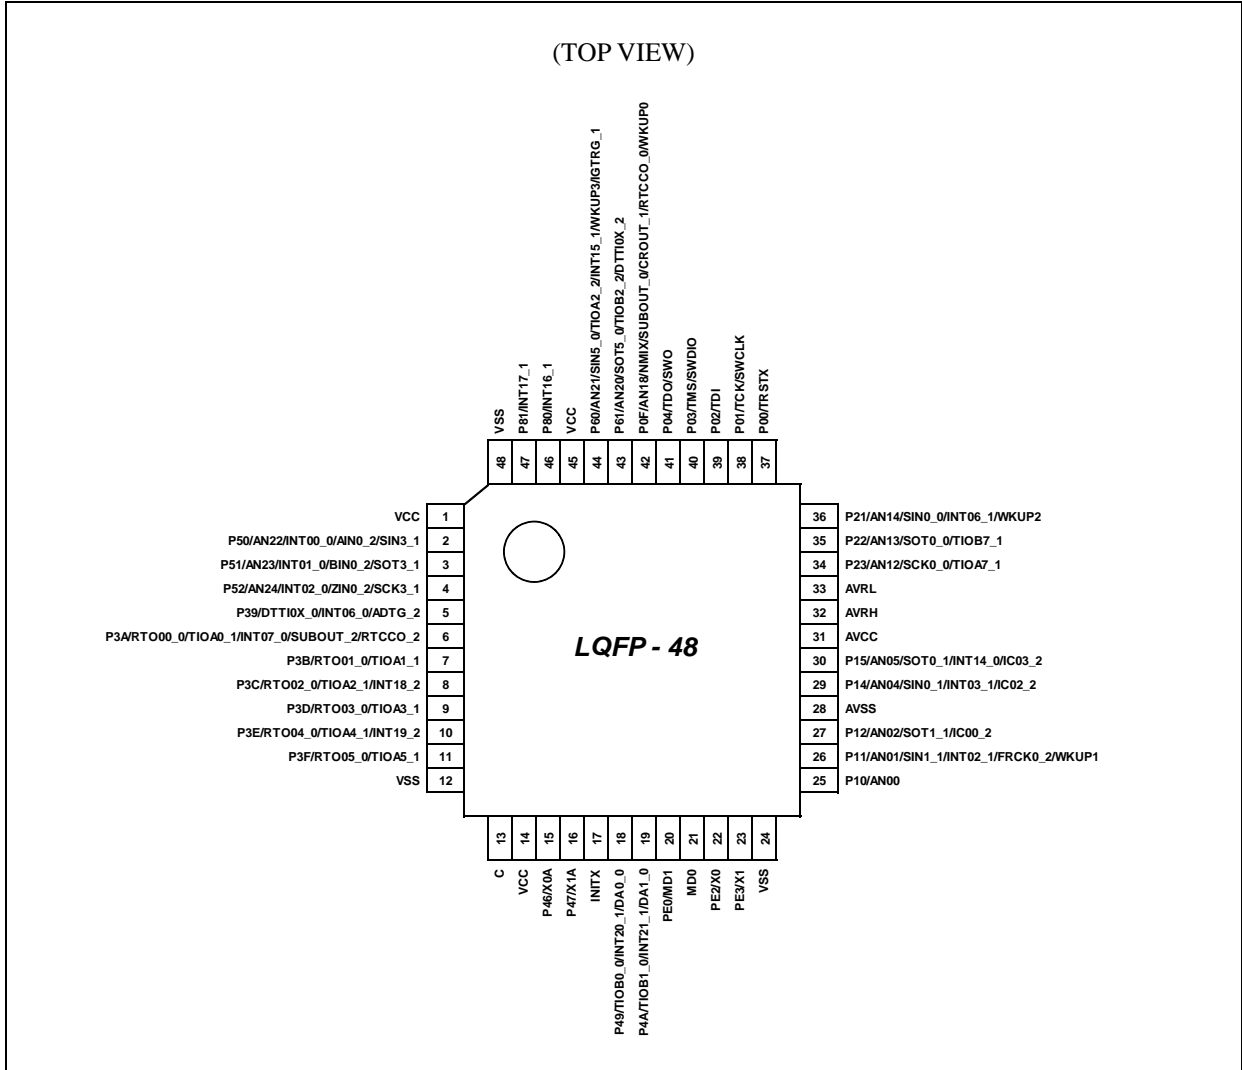 (TOP VIEW)
VSS
P81/INT17_1
P80/INT16_1
VCC
P60/AN21/SIN5_0/TIOA2_2/INT15_1/WKUP3/IGTRG_1
P61/AN20/SOT5_0/TIOB2_2/DTTI0X_2
P0F/AN18/NMIX/SUBOUT_0/CROUT_1/RTCCO_0/WKUP0
P04/TDO/SWO
P03/TMS/SWDIO
P02/TDI
P01/TCK/SWCLK
P00/TRSTX
48 47 46 45 44 43 42 41 40 39 38 37
VCC 1
P50/AN22/INT00_0/AIN0_2/SIN3_1 2
P51/AN23/INT01_0/BIN0_2/SOT3_1 3
P52/AN24/INT02_0/ZIN0_2/SCK3_1 4
P39/DTTI0X_0/INT06_0/ADTG_2 5
P3A/RTO00_0/TIOA0_1/INT07_0/SUBOUT_2/RTCCO_2 6
P3B/RTO01_0/TIOA1_1 7
P3C/RTO02_0/TIOA2_1/INT18_2 8
P3D/RTO03_0/TIOA3_1 9
P3E/RTO04_0/TIOA4_1/INT19_2 10
P3F/RTO05_0/TIOA5_1 11
VSS 12
LQFP - 48
36 P21/AN14/SIN0_0/INT06_1/WKUP2
35 P22/AN13/SOT0_0/TIOB7_1
34 P23/AN12/SCK0_0/TIOA7_1
33 AVRL
32 AVRH
31 AVCC
30 P15/AN05/SOT0_1/INT14_0/IC03_2
29 P14/AN04/SIN0_1/INT03_1/IC02_2
28 AVSS
27 P12/AN02/SOT1_1/IC00_2
26 P11/AN01/SIN1_1/INT02_1/FRCK0_2/WKUP1
25 P10/AN00
13 14 15 16 17 18 19 20 21 22 23 24
C
VCC
P46/X0A
P47/X1A
INITX
P49/TIOB0_0/INT20_1/DA0_0
P4A/TIOB1_0/INT21_1/DA1_0
PE0/MD1
MD0
PE2/X0
PE3/X1
VSS